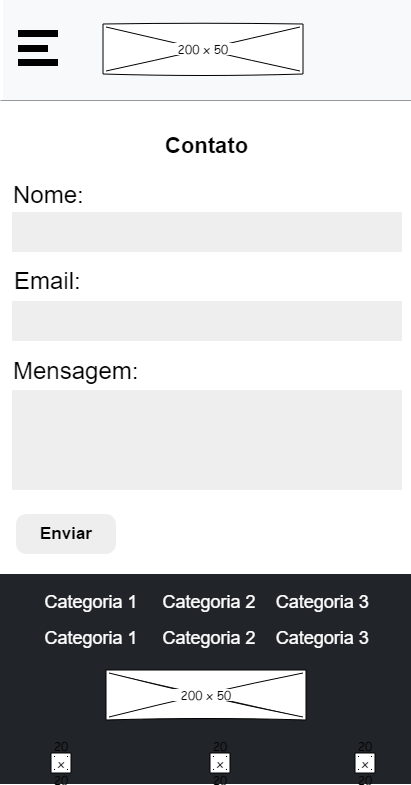 200 x 50
Contato
Nome:
Email:
Mensagem:
Enviar
Categoria 1 Categoria 2 Categoria 3
Categoria 1 Categoria 2 Categoria 3
200 x 50
20 20 20
x x x
20 20 20